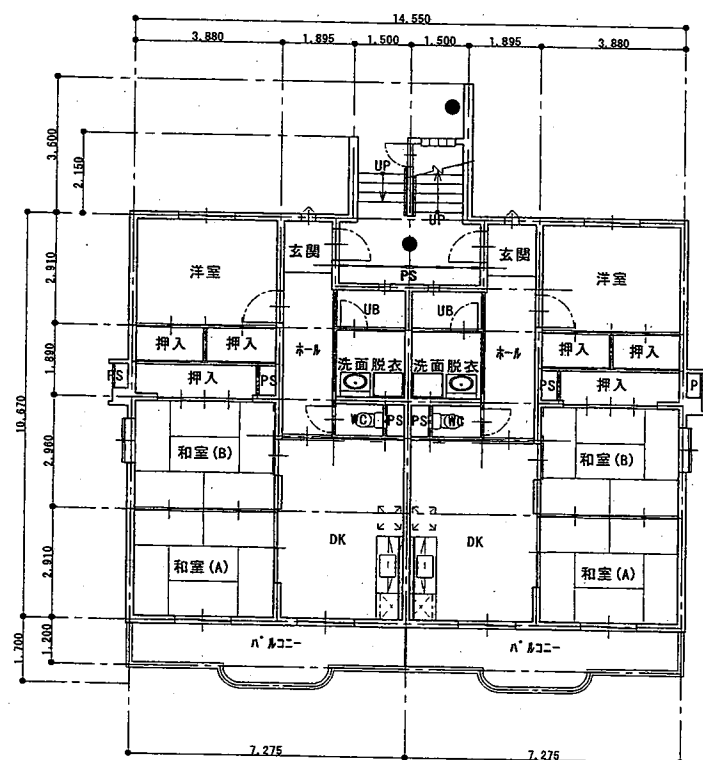 14.550
3.880 1.895 1.500 1.500 1.895 3.880
3.600
2.150
UP
UP
玄関 玄関
洋室 洋室
PS
2.910
UB UB
押入 押入 ホール 洗面 脱衣 洗面 脱衣 ホール 押入 押入
1.890
PS 押入 PS PS 押入 P
10.670
WC PS PS WC
和室(B) 和室(B)
2.960
DK DK
和室(A) 和室(A)
2.910
バルコニー バルコニー
1.200
1.700
7.275 7.275